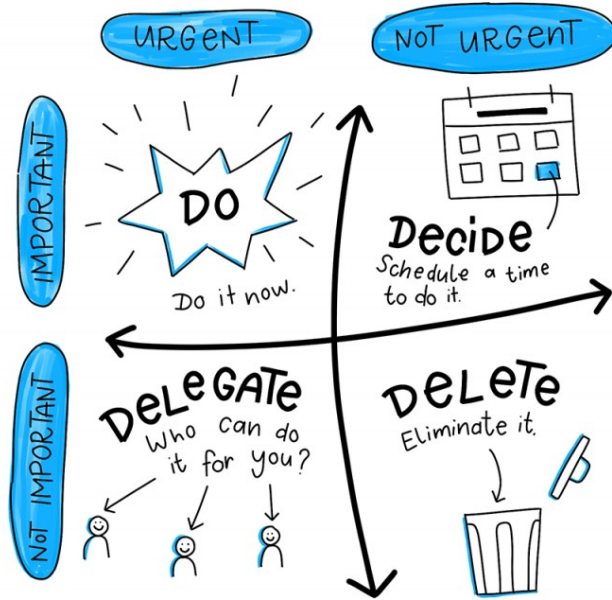 URGENT
NOT URGENT
IMPORTANT
DO
Do it now.
DeciDe
Schedule a time
to do it.
NOT IMPORTANT
DeLeGATe
Who can do
it for you?
DeLeTe
Eliminate it.